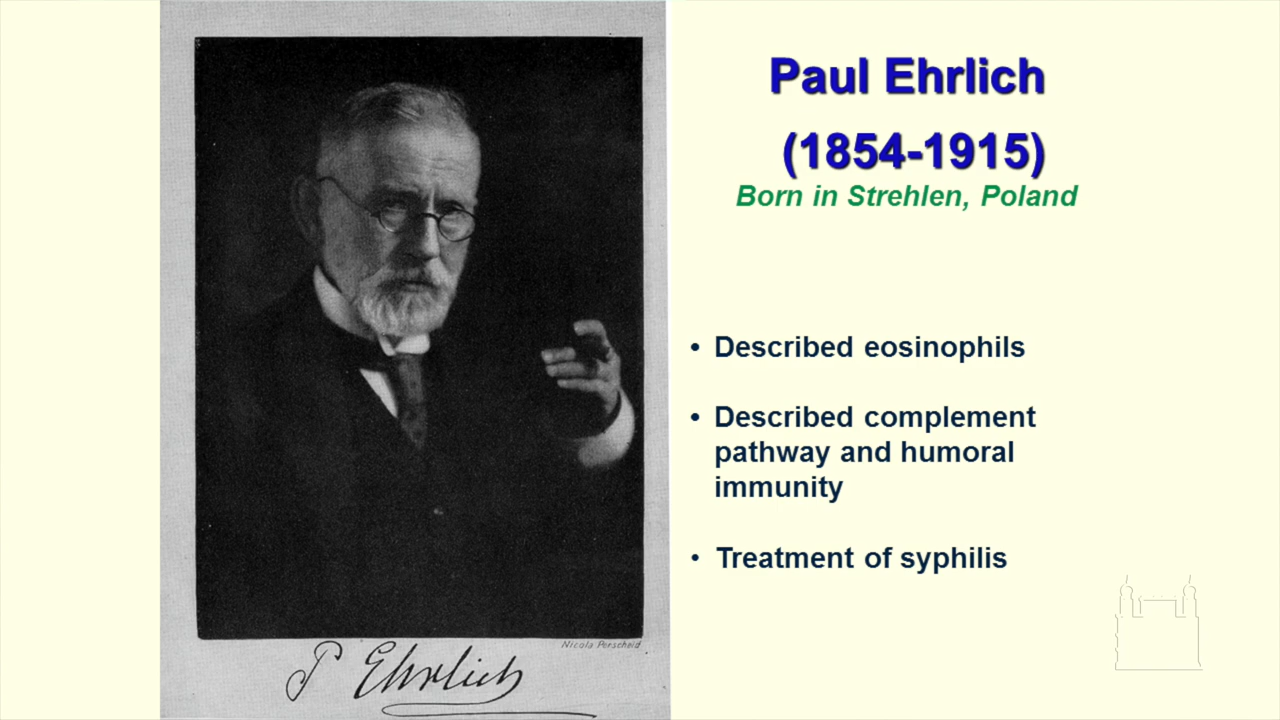 Paul Ehrlich
(1854-1915)
Born in Strehlen, Poland
• Described eosinophils
• Described complement
pathway and humoral
immunity
• Treatment of syphilis
Nicola Perscheid
P Ehrlich